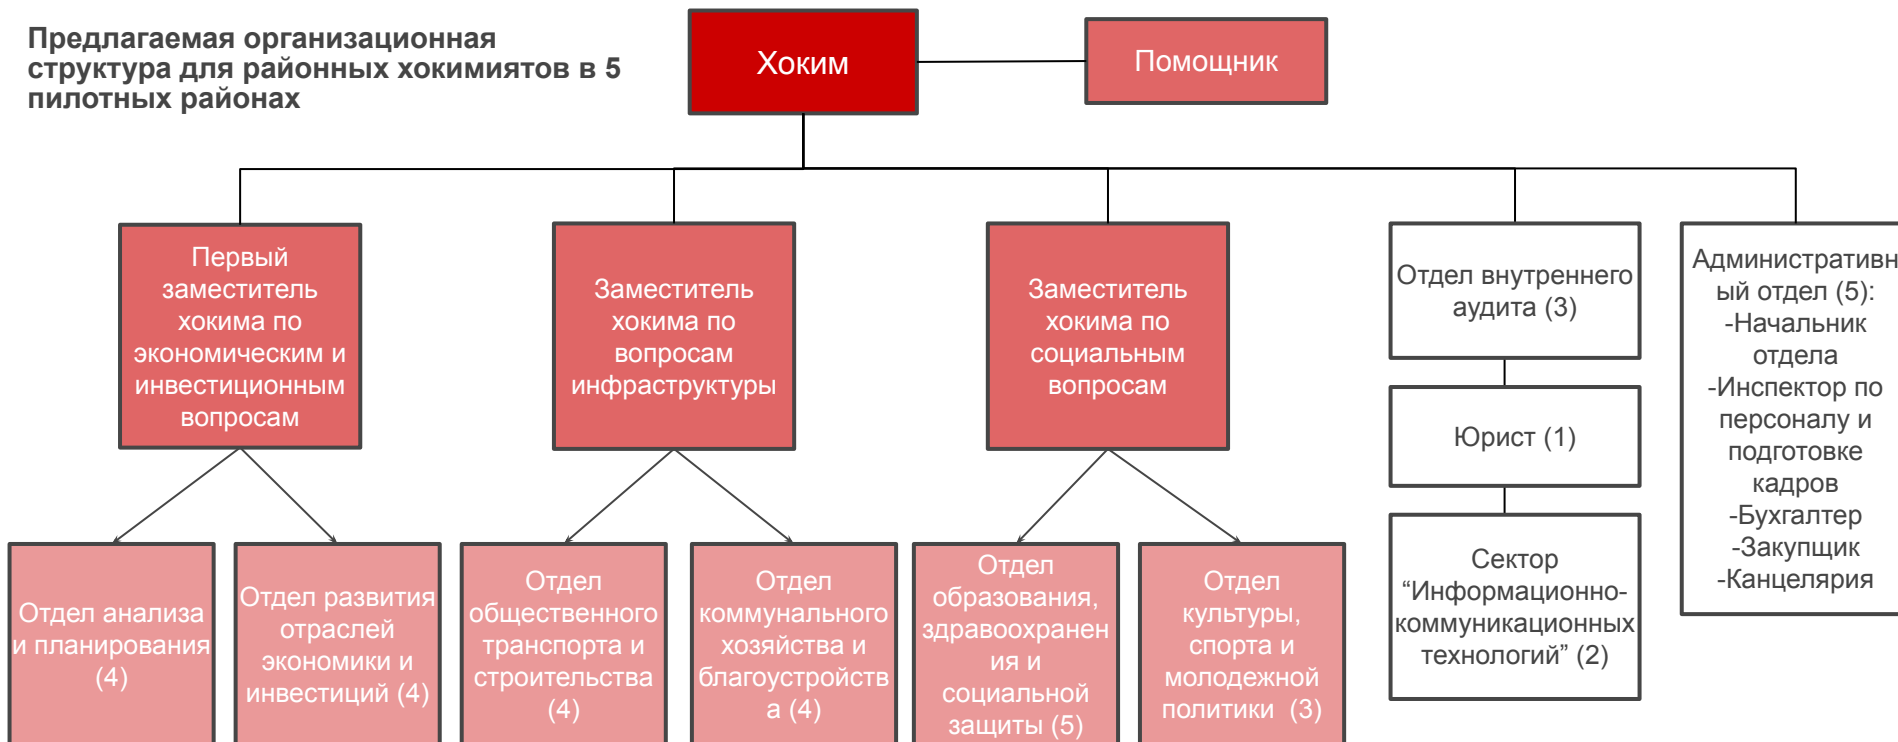 Предлагаемая организационная
структура для районных хокимиятов в 5
пилотных районах
Хоким
Помощник
Первый
заместитель
хокима по
экономическим и
инвестиционным
вопросам
Заместитель
хокима по
вопросам
инфраструктуры
Заместитель
хокима по
социальным
вопросам
Отдел внутреннего
аудита (3)
Юрист (1)
Сектор
“Информационно-
коммуникационных
технологий” (2)
Административн
ый отдел (5):
-Начальник
отдела
-Инспектор по
персоналу и
подготовке
кадров
-Бухгалтер
-Закупщик
-Канцелярия
Отдел анализа
и планирования
(4)
Отдел развития
отраслей
экономики и
инвестиций (4)
Отдел
общественного
транспорта и
строительства
(4)
Отдел
коммунального
хозяйства и
благоустройств
а (4)
Отдел
образования,
здравоохранен
ия и
социальной
защиты (5)
Отдел
культуры,
спорта и
молодежной
политики (3)